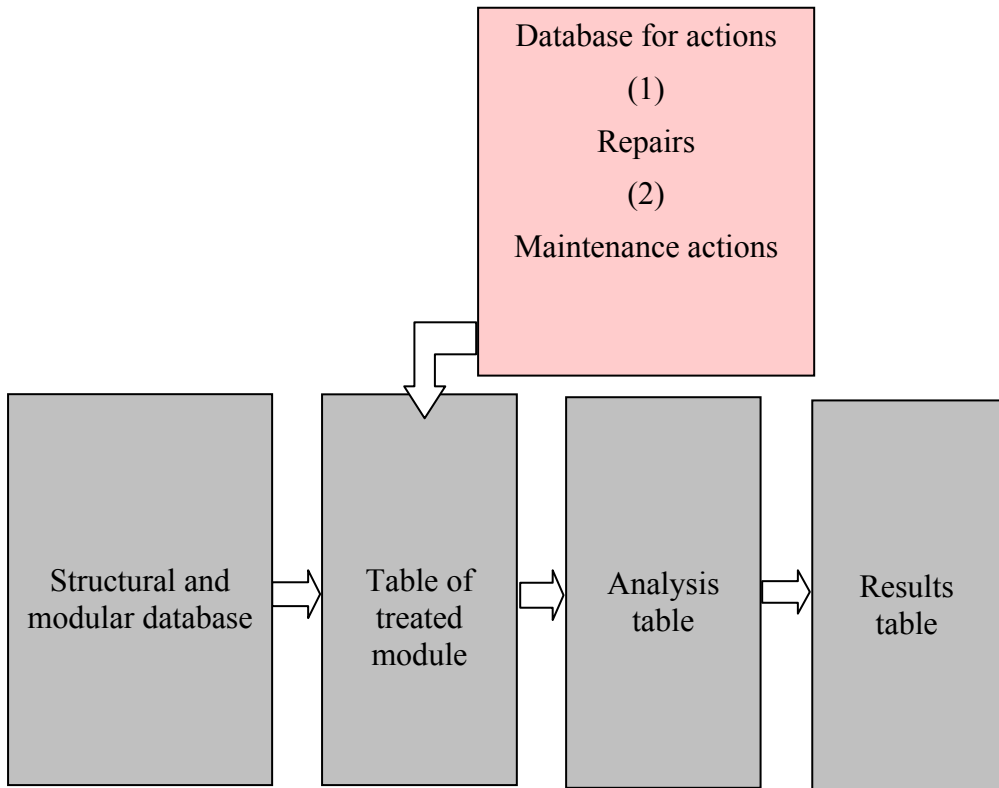 Database for actions
(1)
Repairs
(2)
Maintenance actions
Structural and
modular database
Table of
treated
module
Analysis
table
Results
table